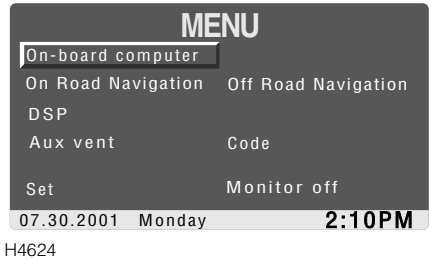 MENU
On-board computer
On Road Navigation Off Road Navigation
DSP
Aux vent Code
Set Monitor off
07.30.2001 Monday 2:10PM
H4624